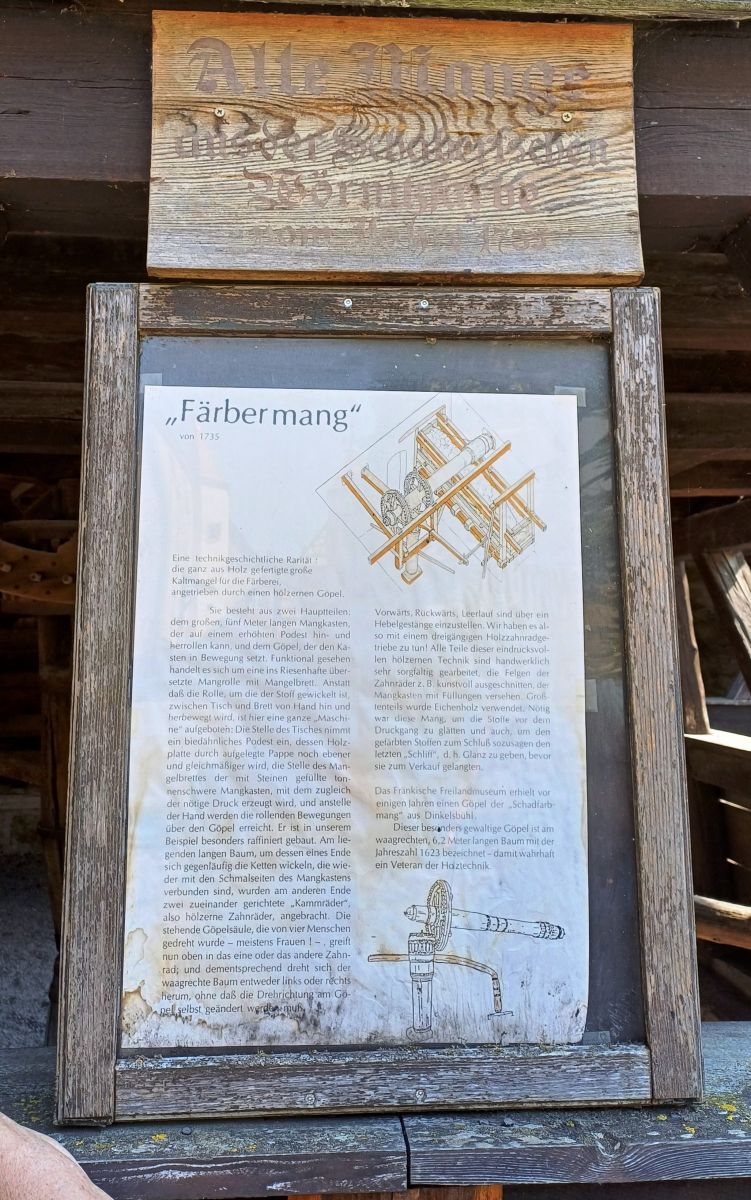 Alte Mange
aus der Schauert'schen
Wörnitzfarbe
vom Jahre 1735
„Färbermang“
von 1735
Eine technikgeschichtliche Rarität:
die ganz aus Holz gefertigte große
Kaltmangel für die Färberei,
angetrieben durch einen hölzernen Göpel.
Sie besteht aus zwei Hauptteilen:
dem großen, fünf Meter langen Mangkasten,
der auf einem erhöhten Podest hin- und
herrollen kann, und dem Göpel, der den Ka-
sten in Bewegung setzt. Funktional gesehen
handelt es sich um eine ins Riesenhafte über-
setzte Mangrolle mit Mangelbrett. Anstatt
daß die Rolle, um die der Stoff gewickelt ist,
zwischen Tisch und Brett von Hand hin und
herbewegt wird, ist hier eine ganze „Maschi-
ne“ aufgeboten: Die Stelle des Tisches nimmt
ein biedähnliches Podest ein, dessen Holz-
platte durch aufgelegte Pappe noch ebener
und gleichmäßiger wird, die Stelle des Man-
gelbrettes der mit Steinen gefüllte ton-
nenschwere Mangkasten, mit dem zugleich
der nötige Druck erzeugt wird, und anstelle
der Hand werden die rollenden Bewegungen
über den Göpel erreicht. Er ist in unserem
Beispiel besonders raffiniert gebaut. Am lie-
genden langen Baum, um dessen eines Ende
sich gegenläufig die Ketten wickeln, die wie-
der mit den Schmalseiten des Mangkastens
verbunden sind, wurden am anderen Ende
zwei zueinander gerichtete „Kammräder“,
also hölzerne Zahnräder, angebracht. Die
stehende Göpelsäule, die von vier Menschen
gedreht wurde – meistens Frauen! –, greift
nun oben in das eine oder das andere Zahn-
rad; und dementsprechend dreht sich der
waagrechte Baum entweder links oder rechts
herum, ohne daß die Drehrichtung am Gö-
pel selbst geändert werden muß.
Vorwärts, Rückwärts, Leerlauf sind über ein
Hebelgestänge einzustellen. Wir haben es al-
so mit einem dreigängigen Holzzahnradge-
triebe zu tun! Alle Teile dieser eindrucksvol-
len hölzernen Technik sind handwerklich
sehr sorgfältig gearbeitet, die Felgen der
Zahnräder z. B. kunstvoll ausgeschnitten, der
Mangkasten mit Füllungen versehen. Groß-
tenteils wurde Eichenholz verwendet. Nötig
war diese Mang, um die Stoffe vor dem
Druckgang zu glätten und auch, um den
gefärbten Stoffen zum Schluß sozusagen den
letzten „Schliff“, d. h. Glanz zu geben, bevor
sie zum Verkauf gelangten.
Das Fränkische Freilandmuseum erhielt vor
einigen Jahren einen Göpel der „Schadfarb-
mang“ aus Dinkelsbühl.
Dieser besonders gewaltige Göpel ist am
waagrechten, 6,2 Meter langen Baum mit der
Jahreszahl 1623 bezeichnet – damit wahrhaft
ein Veteran der Holztechnik.